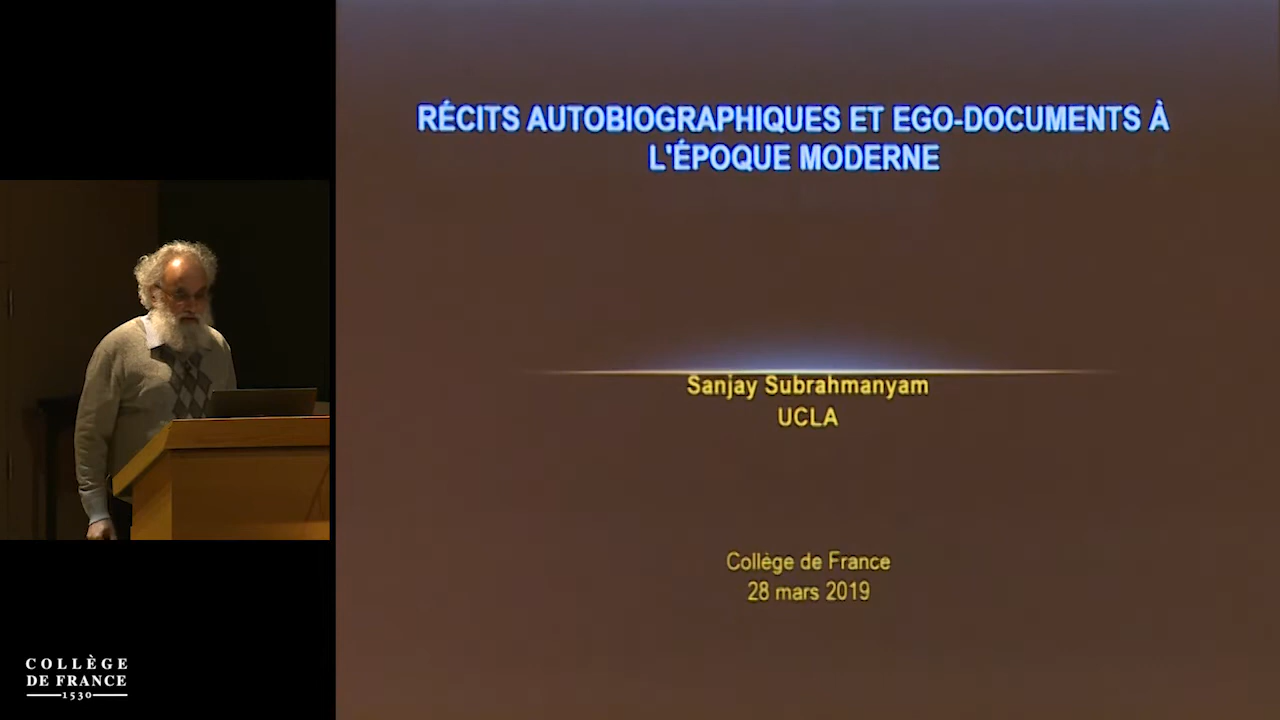 RÉCITS AUTOBIOGRAPHIQUES ET EGO-DOCUMENTS À
L'ÉPOQUE MODERNE
Sanjay Subrahmanyam
UCLA
Collège de France
28 mars 2019
COLLÈGE
DE FRANCE
1530